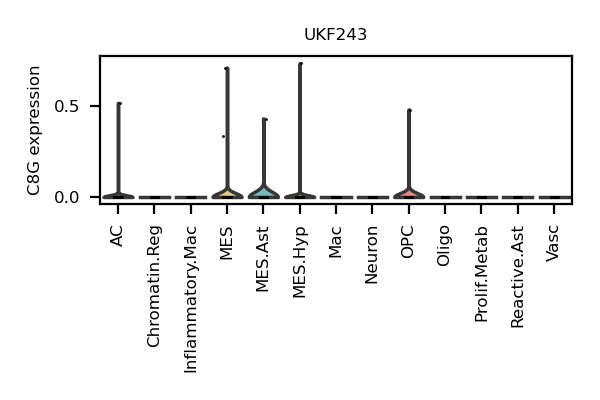 UKF243
C8G expression
0.5
0.0
AC
Chromatin.Reg
Inflammatory.Mac
MES
MES.Ast
MES.Hyp
Mac
Neuron
OPC
Oligo
Prolif.Metab
Reactive.Ast
Vasc